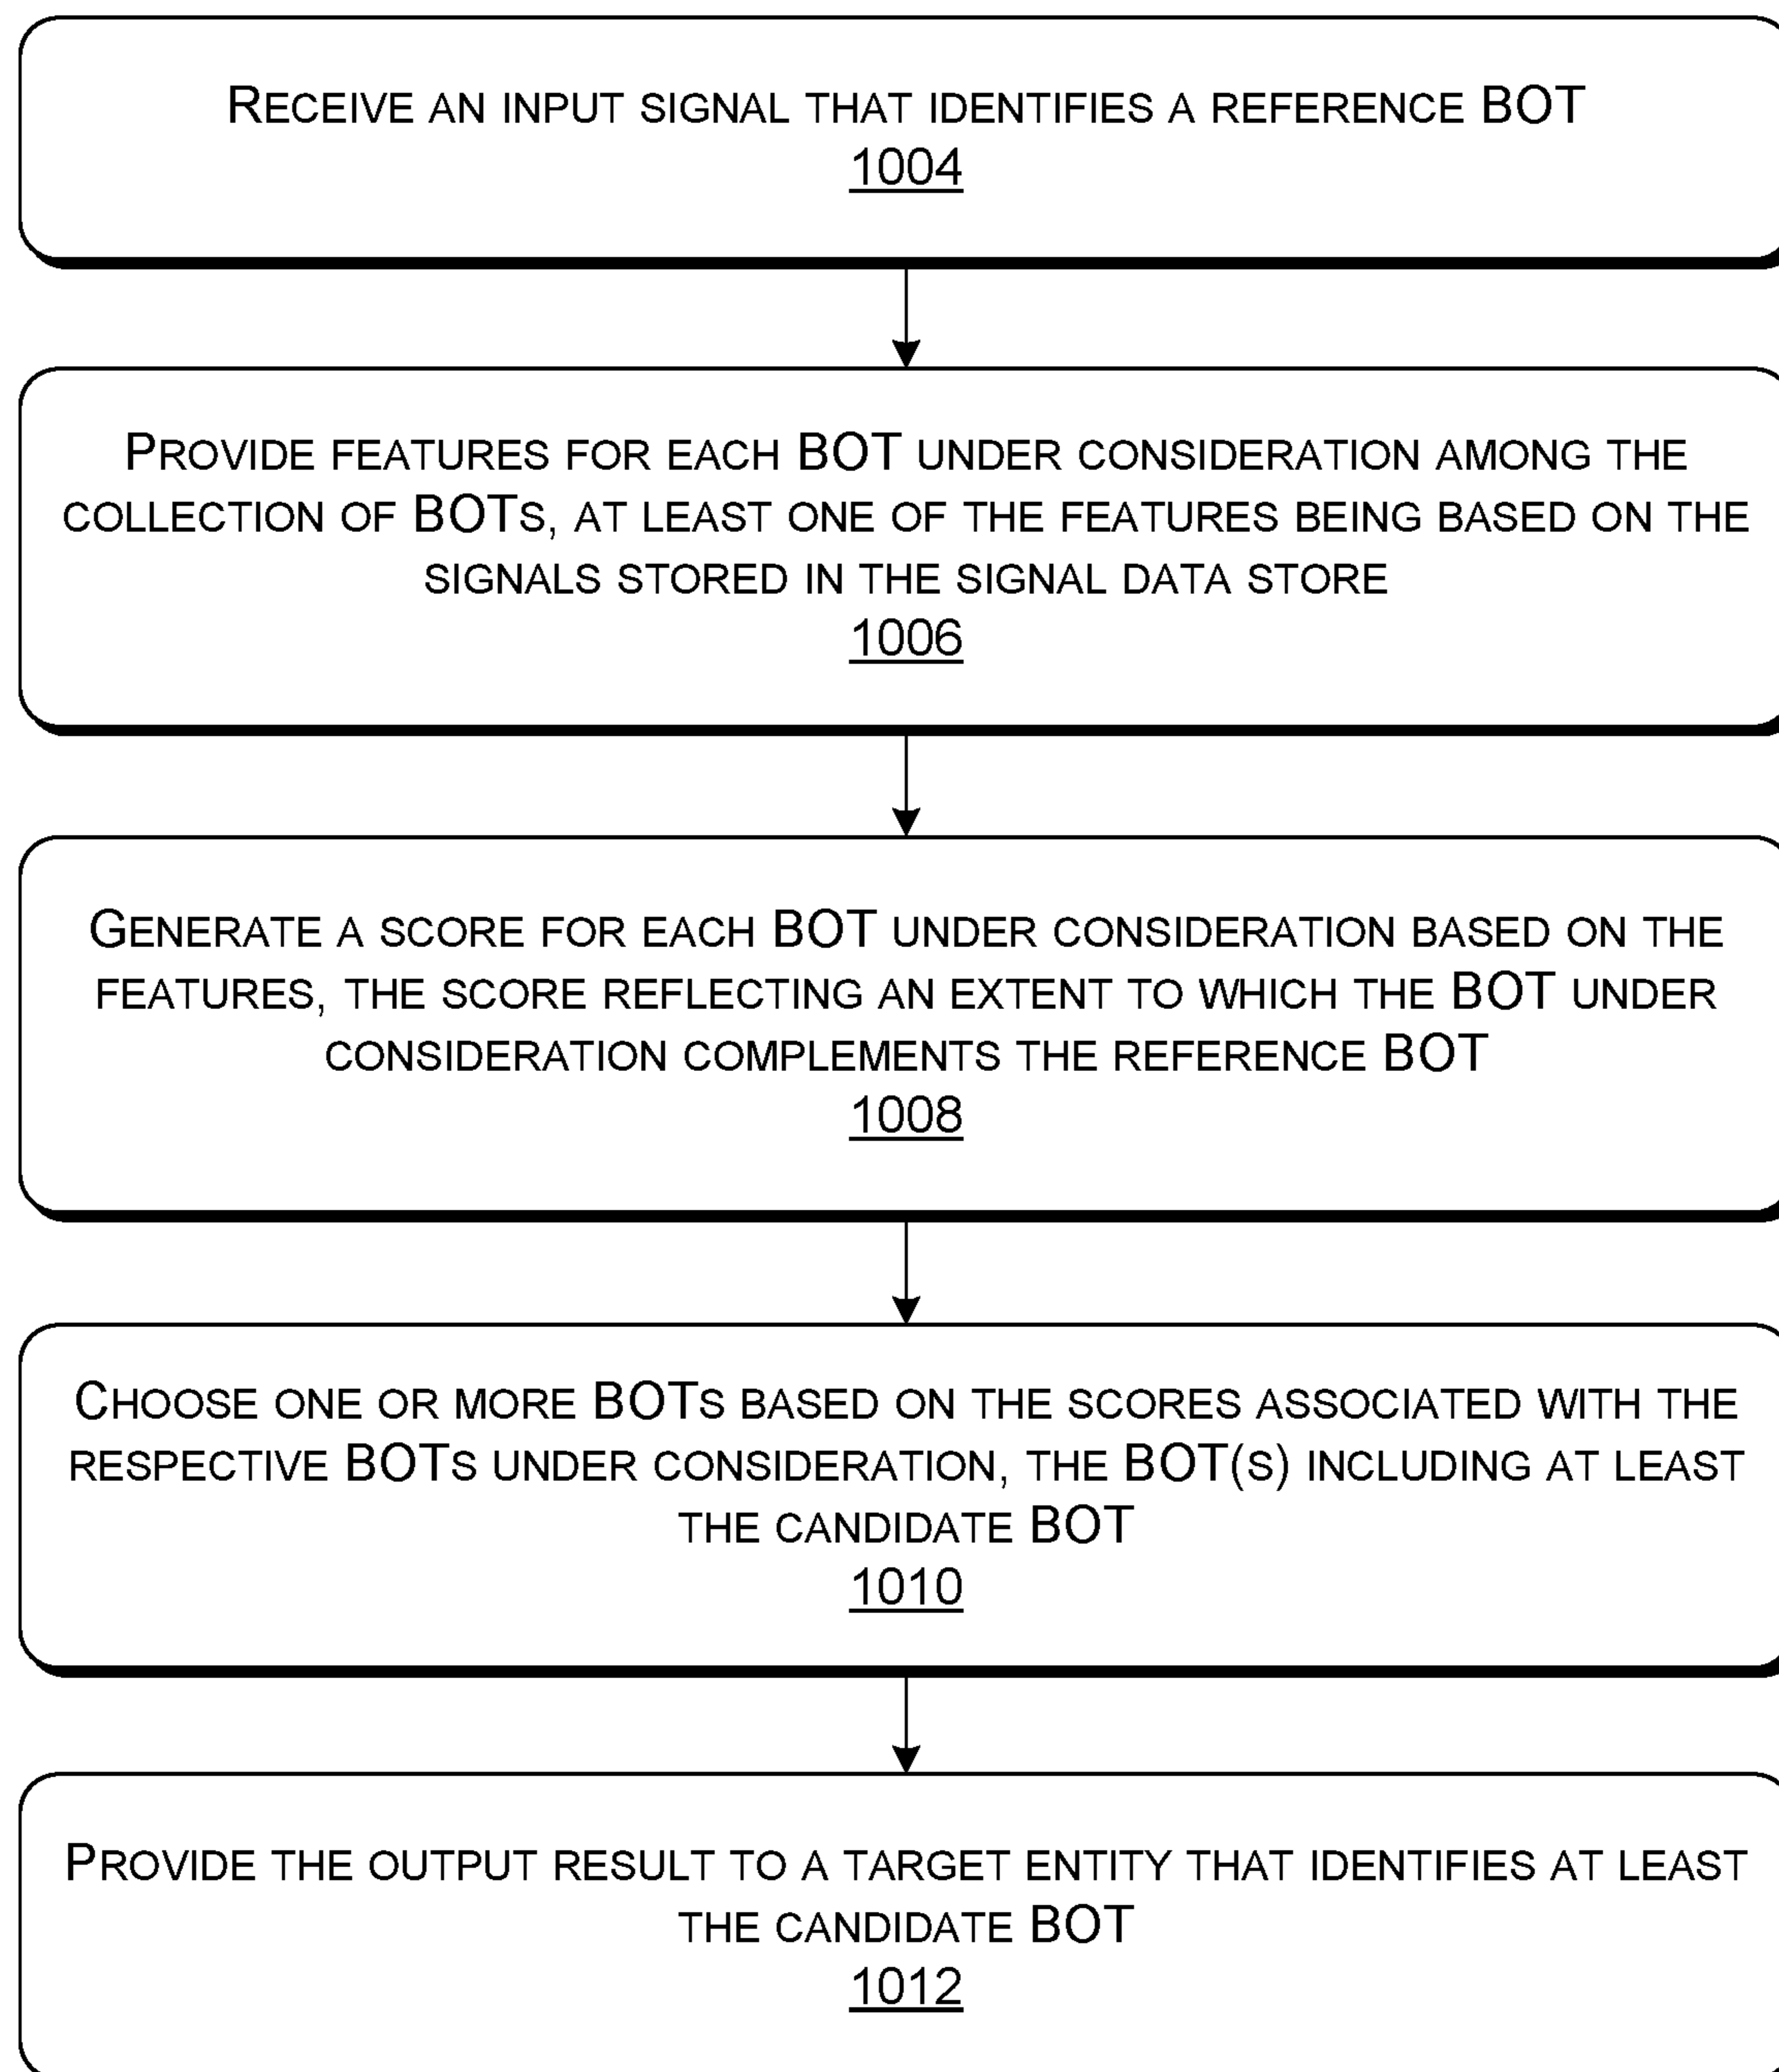 RECEIVE AN INPUT SIGNAL THAT IDENTIFIES A REFERENCE BOT
1004
PROVIDE FEATURES FOR EACH BOT UNDER CONSIDERATION AMONG THE
COLLECTION OF BOTS, AT LEAST ONE OF THE FEATURES BEING BASED ON THE
SIGNALS STORED IN THE SIGNAL DATA STORE
1006
GENERATE A SCORE FOR EACH BOT UNDER CONSIDERATION BASED ON THE
FEATURES, THE SCORE REFLECTING AN EXTENT TO WHICH THE BOT UNDER
CONSIDERATION COMPLEMENTS THE REFERENCE BOT
1008
CHOOSE ONE OR MORE BOTS BASED ON THE SCORES ASSOCIATED WITH THE
RESPECTIVE BOTS UNDER CONSIDERATION, THE BOT(S) INCLUDING AT LEAST
THE CANDIDATE BOT
1010
PROVIDE THE OUTPUT RESULT TO A TARGET ENTITY THAT IDENTIFIES AT LEAST
THE CANDIDATE BOT
1012